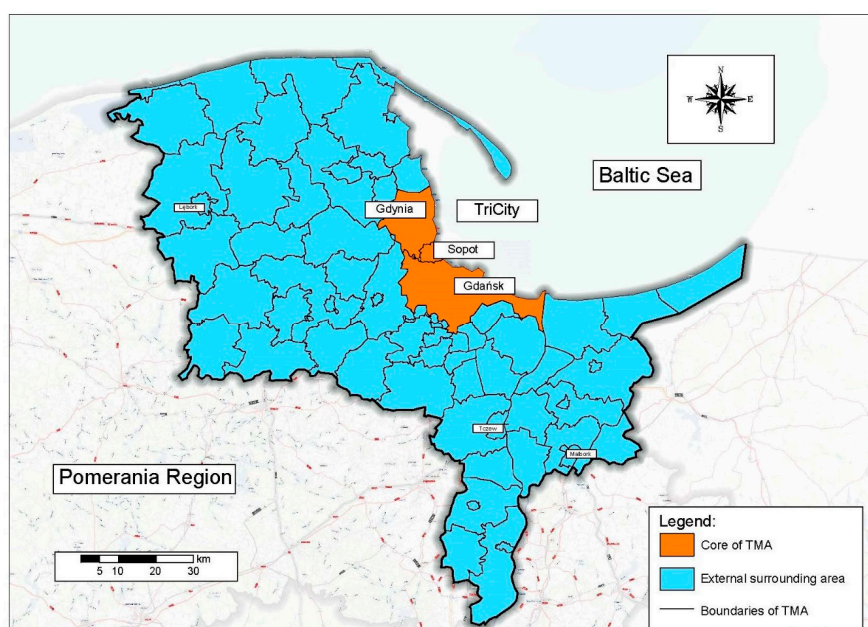 N
W
E
S
Baltic Sea
Gdynia
TriCity
Lębork
Sopot
Gdańsk
Tczew
Malbork
Pomerania Region
km
5 10 20 30
Legend:
Core of TMA
External surrounding area
Boundaries of TMA